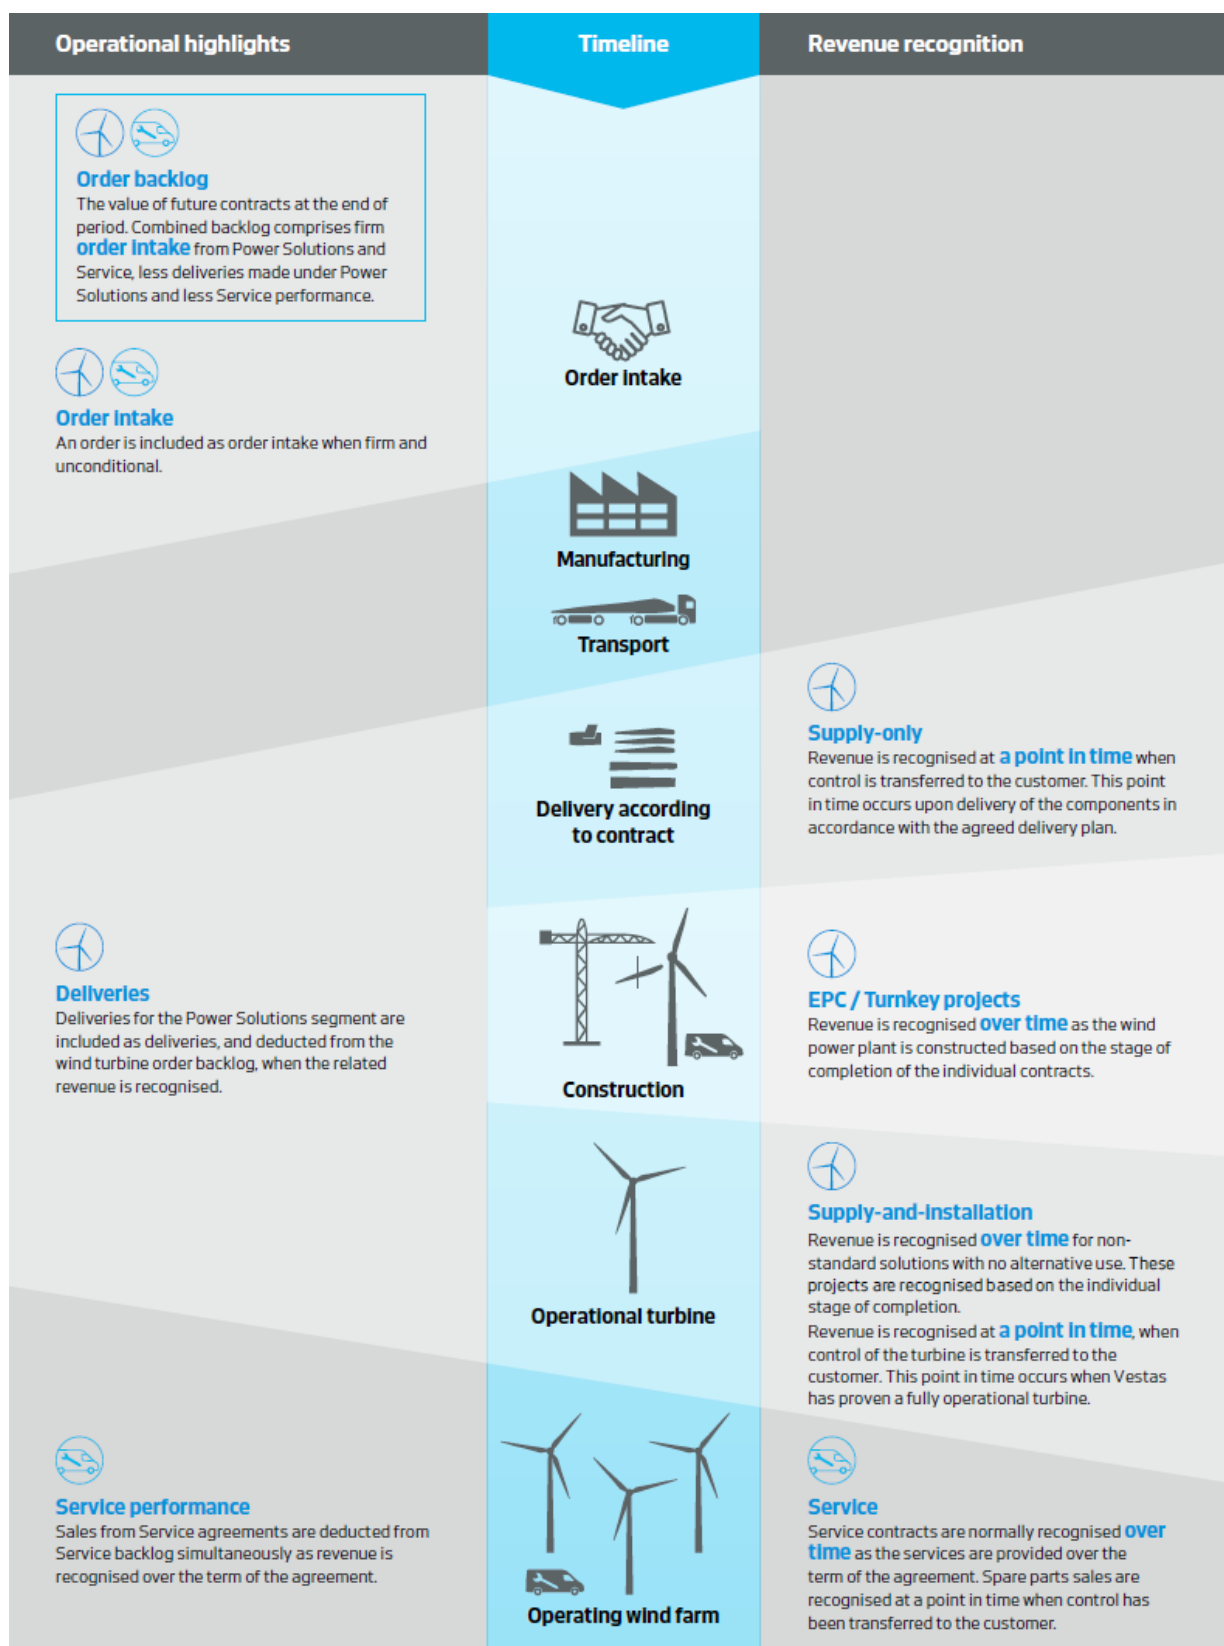 Operational highlights
Timeline
Revenue recognition
Order backlog
The value of future contracts at the end of
period. Combined backlog comprises firm
order intake from Power Solutions and
Service, less deliveries made under Power
Solutions and less Service performance.
Order intake
Order intake
An order is included as order intake when firm and
unconditional.
Manufacturing
Transport
Supply-only
Revenue is recognised at a point in time when
control is transferred to the customer. This point
in time occurs upon delivery of the components in
accordance with the agreed delivery plan.
Delivery according
to contract
Deliveries
Deliveries for the Power Solutions segment are
included as deliveries, and deducted from the
wind turbine order backlog, when the related
revenue is recognised.
Construction
EPC / Turnkey projects
Revenue is recognised over time as the wind
power plant is constructed based on the stage of
completion of the individual contracts.
Operational turbine
Supply-and-installation
Revenue is recognised over time for non-
standard solutions with no alternative use. These
projects are recognised based on the individual
stage of completion.
Revenue is recognised at a point in time, when
control of the turbine is transferred to the
customer. This point in time occurs when Vestas
has proven a fully operational turbine.
Service performance
Sales from Service agreements are deducted from
Service backlog simultaneously as revenue is
recognised over the term of the agreement.
Operating wind farm
Service
Service contracts are normally recognised over
time as the services are provided over the
term of the agreement. Spare parts sales are
recognised at a point in time when control has
been transferred to the customer.